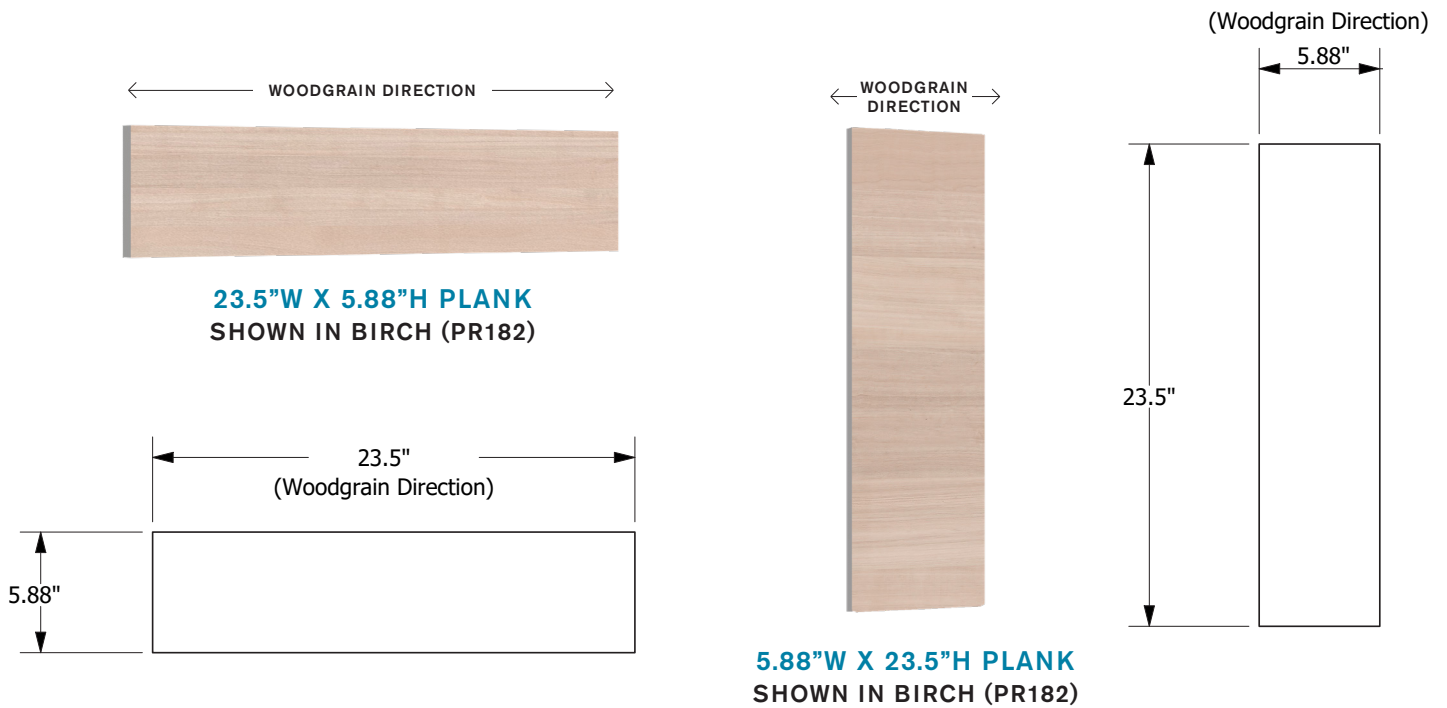 WOODGRAIN DIRECTION
23.5”W X 5.88”H PLANK
SHOWN IN BIRCH (PR182)
23.5"
(Woodgrain Direction)
5.88"
WOODGRAIN
DIRECTION
5.88”W X 23.5”H PLANK
SHOWN IN BIRCH (PR182)
(Woodgrain Direction)
5.88"
23.5"